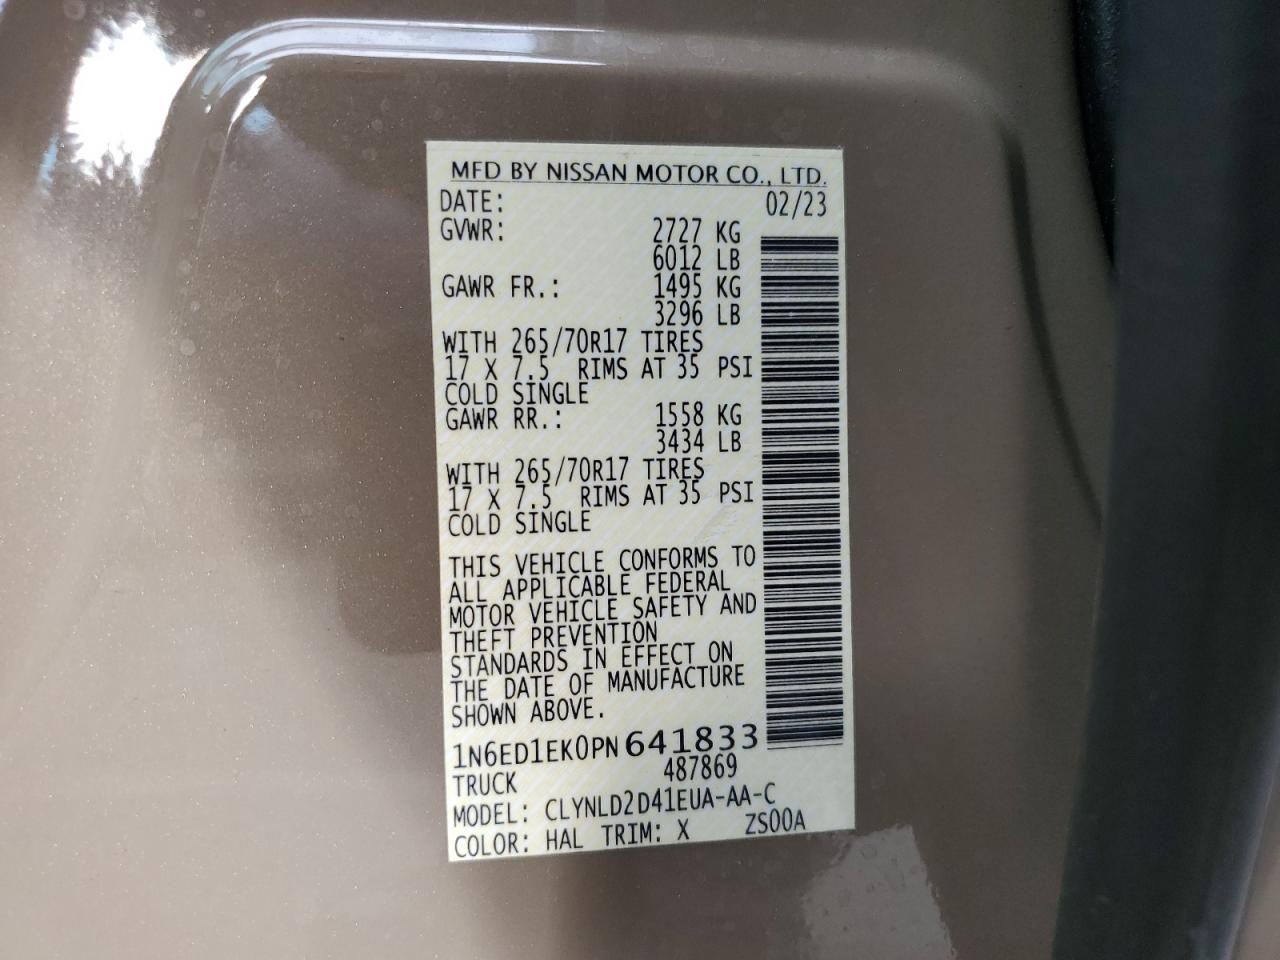 MFD BY NISSAN MOTOR CO., LTD.
DATE: 02/23
GVWR: 2727 KG
6012 LB
GAWR FR.: 1495 KG
3296 LB
WITH 265/70R17 TIRES
17 X 7.5 RIMS AT 35 PSI
COLD SINGLE
GAWR RR.: 1558 KG
3434 LB
WITH 265/70R17 TIRES
17 X 7.5 RIMS AT 35 PSI
COLD SINGLE
THIS VEHICLE CONFORMS TO
ALL APPLICABLE FEDERAL
MOTOR VEHICLE SAFETY AND
THEFT PREVENTION
STANDARDS IN EFFECT ON
THE DATE OF MANUFACTURE
SHOWN ABOVE.
1N6ED1EK0PN641833
TRUCK 487869
MODEL: CLYNLD2D41EUA-AA-C
COLOR: HAL TRIM: X ZS00A